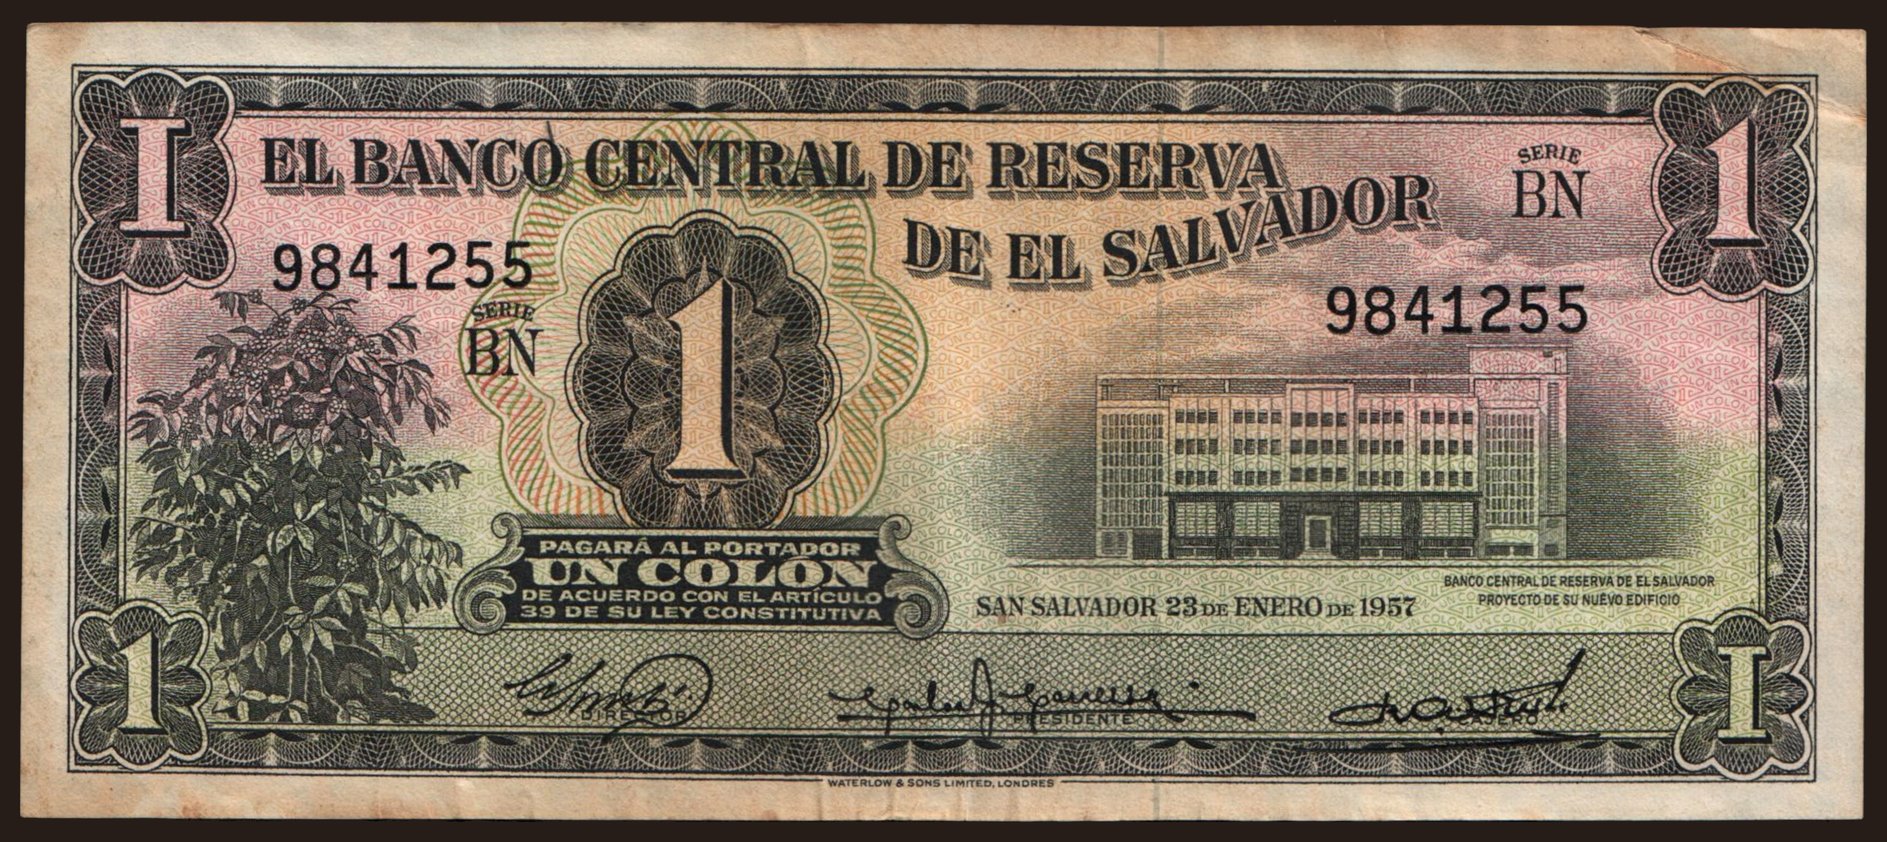 I
1
EL BANCO CENTRAL DE RESERVA
DE EL SALVADOR
SERIE
BN
9841255
SERIE
BN
9841255
1
PAGARÁ AL PORTADOR
UN COLON
DE ACUERDO CON EL ARTÍCULO
39 DE SU LEY CONSTITUTIVA
BANCO CENTRAL DE RESERVA DE EL SALVADOR
PROYECTO DE SU NUEVO EDIFICIO
SAN SALVADOR 23 DE ENERO DE 1957
DIRECTOR
PRESIDENTE
CAJERO
1
I
WATERLOW & SONS LIMITED, LONDRES